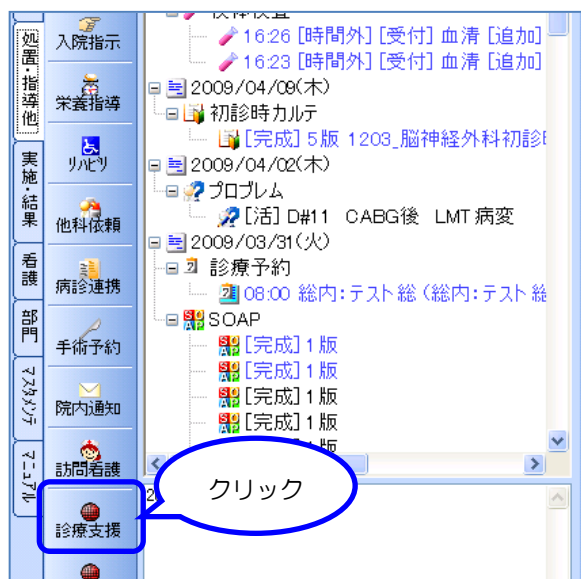 処置・指導他
実施・結果
看護
部門
マスタメンテ
マニュアル
入院指示
栄養指導
リハビリ
他科依頼
病診連携
手術予約
院内通知
訪問看護
診療支援
16:26 [時間外] [受付] 血清 [追加]
16:23 [時間外] [受付] 血清 [追加]
2009/04/09(木)
初診時カルテ
[完成] 5版 1203_脳神経外科初診
2009/04/02(木)
プロブレム
[活] D#11 CABG後 LMT 病変
2009/03/31(火)
診療予約
08:00 総内:テスト総 (総内:テスト 総
SOAP
[完成] 1版
[完成] 1版
[完成] 1版
[完成] 1版
版
クリック